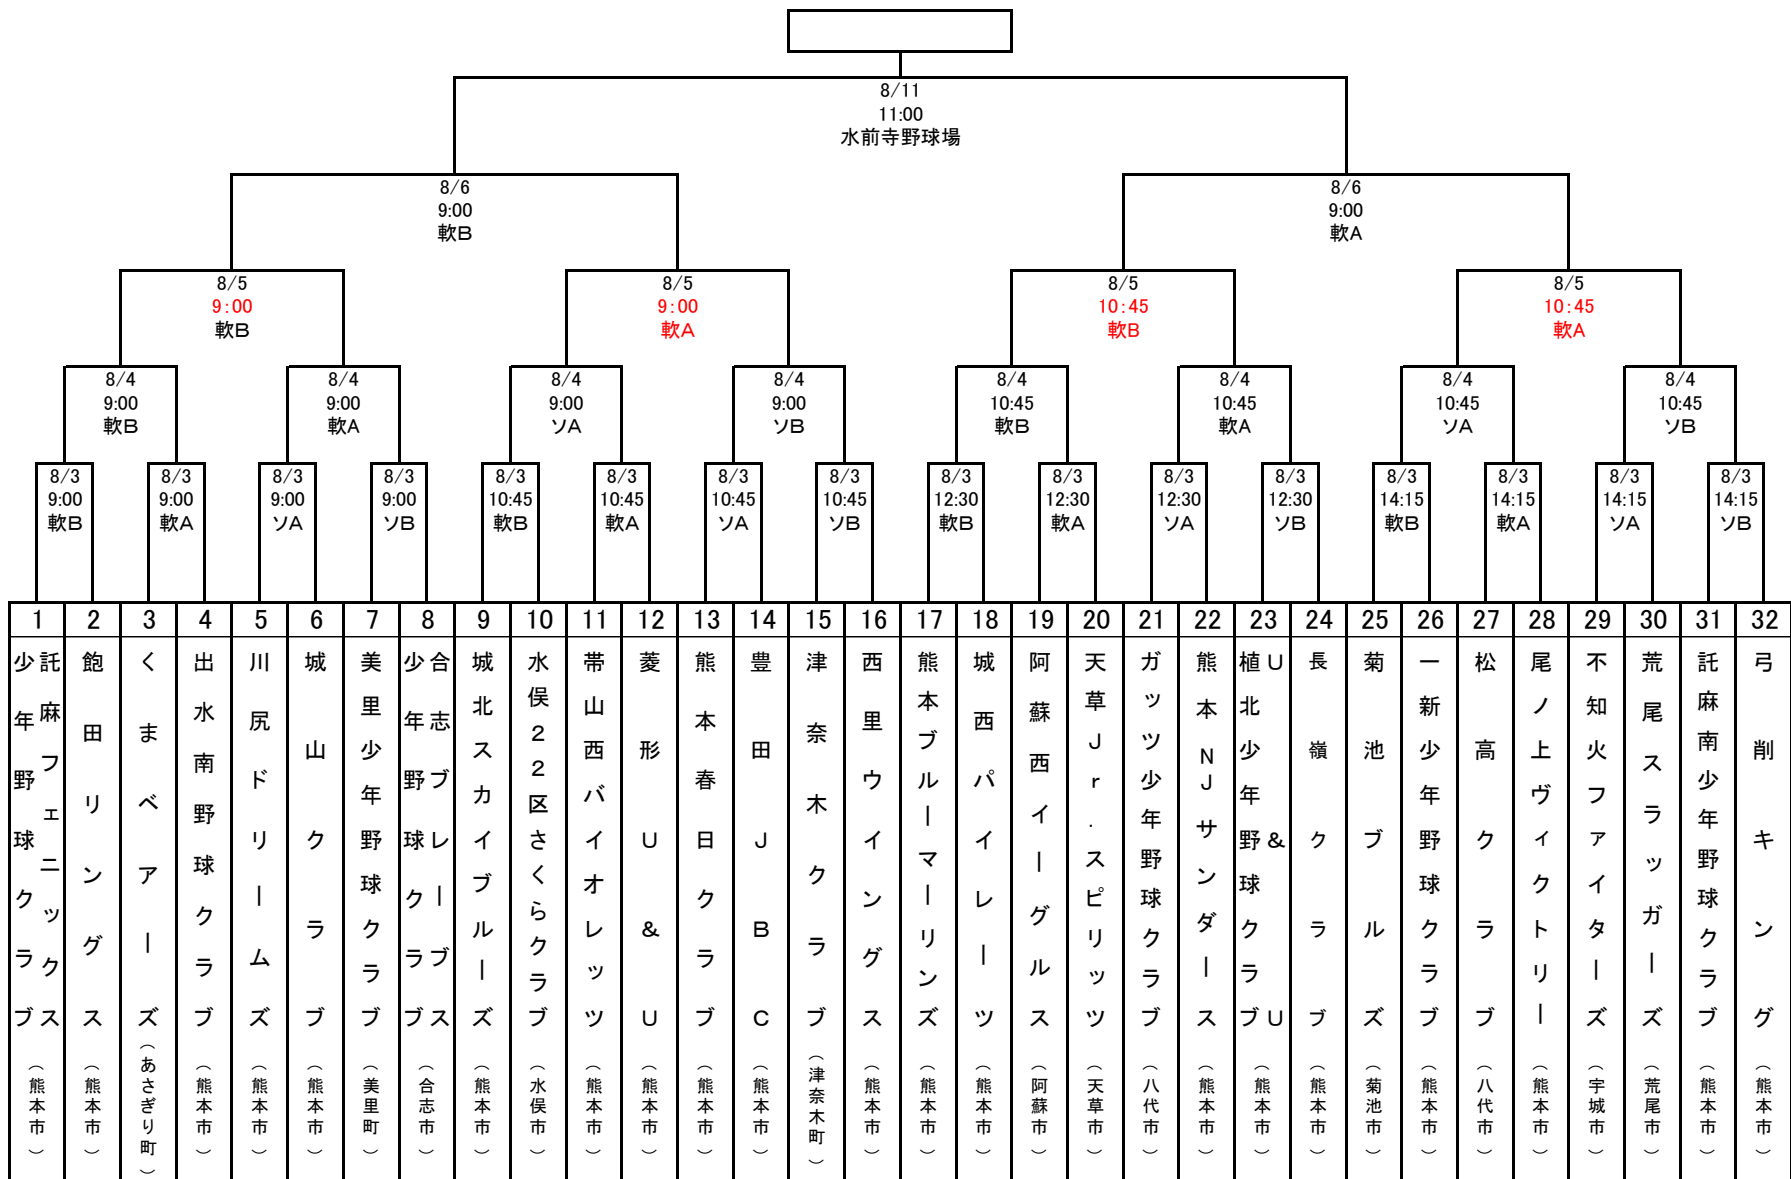 8/11
11:00
水前寺野球場
8/6
9:00
軟B
8/6
9:00
軟A
8/5
9:00
軟B
8/5
9:00
軟A
8/5
10:45
軟B
8/5
10:45
軟A
8/4
9:00
軟B
8/4
9:00
軟A
8/4
9:00
ソA
8/4
9:00
ソB
8/4
10:45
軟B
8/4
10:45
軟A
8/4
10:45
ソA
8/4
10:45
ソB
8/3
9:00
軟B
8/3
9:00
軟A
8/3
9:00
ソA
8/3
9:00
ソB
8/3
10:45
軟B
8/3
10:45
軟A
8/3
10:45
ソA
8/3
10:45
ソB
8/3
12:30
軟B
8/3
12:30
軟A
8/3
12:30
ソA
8/3
12:30
ソB
8/3
14:15
軟B
8/3
14:15
軟A
8/3
14:15
ソA
8/3
14:15
ソB
1
託麻フェニックス
少年野球クラブ
（熊本市）
2
飽田リングス
（熊本市）
3
くまベアーズ
（あさぎり町）
4
出水南野球クラブ
（熊本市）
5
川尻ドリームズ
（熊本市）
6
城山クラブ
（熊本市）
7
美里少年野球クラブ
（美里町）
8
合志ブレーブス
少年野球クラブ
（合志市）
9
城北スカイブルーズ
（熊本市）
10
水俣22区さくらクラブ
（水俣市）
11
帯山西バイオレッツ
（熊本市）
12
菱形U&U
（熊本市）
13
熊本春日クラブ
（熊本市）
14
豊田JBC
（熊本市）
15
津奈木クラブ
（津奈木町）
16
西里ウイングス
（熊本市）
17
熊本ブルーマーリンズ
（熊本市）
18
城西パイレーツ
（熊本市）
19
阿蘇西イーグルス
（阿蘇市）
20
天草Jr.スピリッツ
（天草市）
21
ガッツ少年野球クラブ
（八代市）
22
熊本NJサンダース
（熊本市）
23
U&U
植北少年野球クラブ
（熊本市）
24
長嶺クラブ
（熊本市）
25
菊池ブルズ
（菊池市）
26
一新少年野球クラブ
（熊本市）
27
松高クラブ
（八代市）
28
尾ノ上ヴィクトリー
（熊本市）
29
不知火ファイターズ
（宇城市）
30
荒尾スラッガーズ
（荒尾市）
31
託麻南少年野球クラブ
（熊本市）
32
弓削キング
（熊本市）